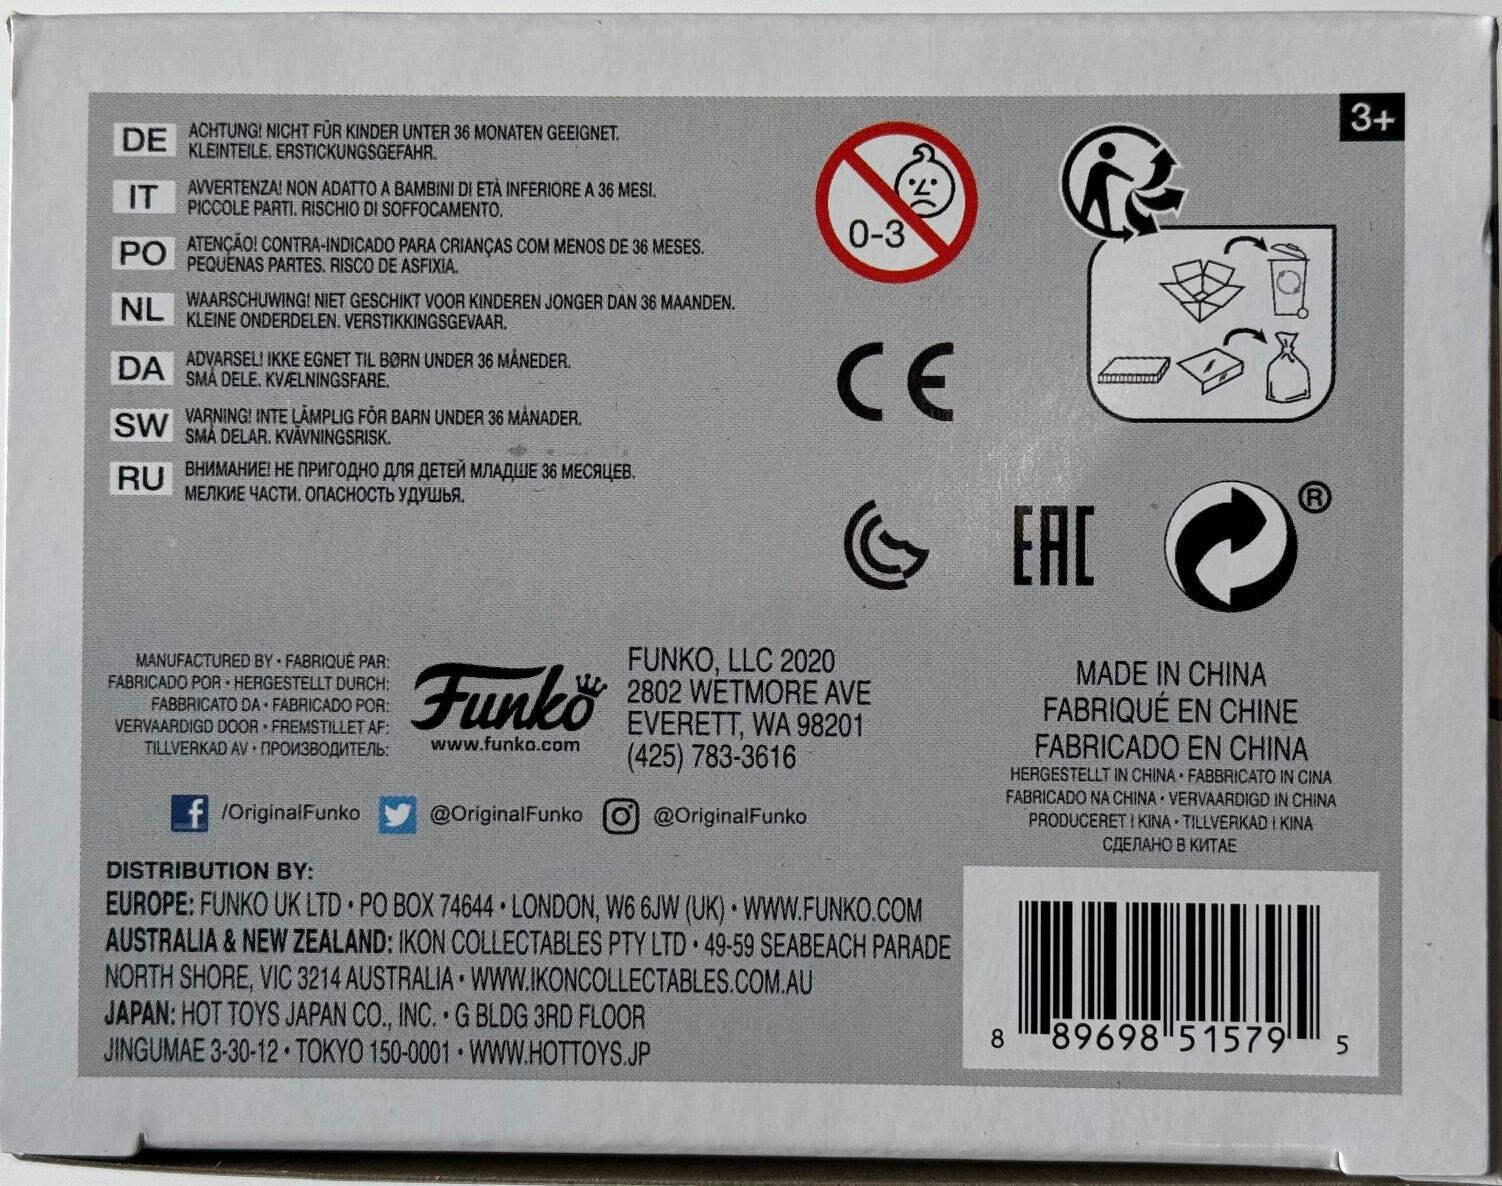 3+
DE ACHTUNG! NICHT FÜR KINDER UNTER 36 MONATEN GEEIGNET.
KLEINTEILE. ERSTICKUNGSGEFAHR.
IT AVVERTENZA! NON ADATTO A BAMBINI DI ETÀ INFERIORE A 36 MESI.
PICCOLE PARTI. RISCHIO DI SOFFOCAMENTO.
PO ATENÇÃO! CONTRA-INDICADO PARA CRIANÇAS COM MENOS DE 36 MESES.
PEQUENAS PARTES. RISCO DE ASFIXIA.
NL WAARSCHUWING! NIET GESCHIKT VOOR KINDEREN JONGER DAN 36 MAANDEN.
KLEINE ONDERDELEN. VERSTIKKINGSGEVAAR.
DA ADVARSEL! IKKE EGNET TIL BØRN UNDER 36 MÅNEDER.
SMÅ DELE. KVÆLNINGSFARE.
SW VARNING! INTE LÄMPLIG FÖR BARN UNDER 36 MÅNADER.
SMÅ DELAR. KVÄVNINGSRISK.
RU ВНИМАНИЕ! НЕ ПРИГОДНО ДЛЯ ДЕТЕЙ МЛАДШЕ 36 МЕСЯЦЕВ.
МЕЛКИЕ ЧАСТИ. ОПАСНОСТЬ УДУШЬЯ.
0-3
CE
EAC
®
MANUFACTURED BY • FABRIQUÉ PAR:
FABRICADO POR • HERGESTELLT DURCH:
FABBRICATO DA • FABRICADO POR:
VERVAARDIGD DOOR • FREMSTILLET AF:
TILLVERKAD AV • ПРОИЗВОДИТЕЛЬ:
Funko
www.funko.com
FUNKO, LLC 2020
2802 WETMORE AVE
EVERETT, WA 98201
(425) 783-3616
/OriginalFunko @OriginalFunko @OriginalFunko
MADE IN CHINA
FABRIQUÉ EN CHINE
FABRICADO EN CHINA
HERGESTELLT IN CHINA • FABBRICATO IN CINA
FABRICADO NA CHINA • VERVAARDIGD IN CHINA
PRODUCERET I KINA • TILLVERKAD I KINA
СДЕЛАНО В КИТАЕ
DISTRIBUTION BY:
EUROPE: FUNKO UK LTD • PO BOX 74644 • LONDON, W6 6JW (UK) • WWW.FUNKO.COM
AUSTRALIA & NEW ZEALAND: IKON COLLECTABLES PTY LTD • 49-59 SEABEACH PARADE
NORTH SHORE, VIC 3214 AUSTRALIA • WWW.IKONCOLLECTABLES.COM.AU
JAPAN: HOT TOYS JAPAN CO., INC. • G BLDG 3RD FLOOR
JINGUMAE 3-30-12 • TOKYO 150-0001 • WWW.HOTTOYS.JP
8 89698 51579 5